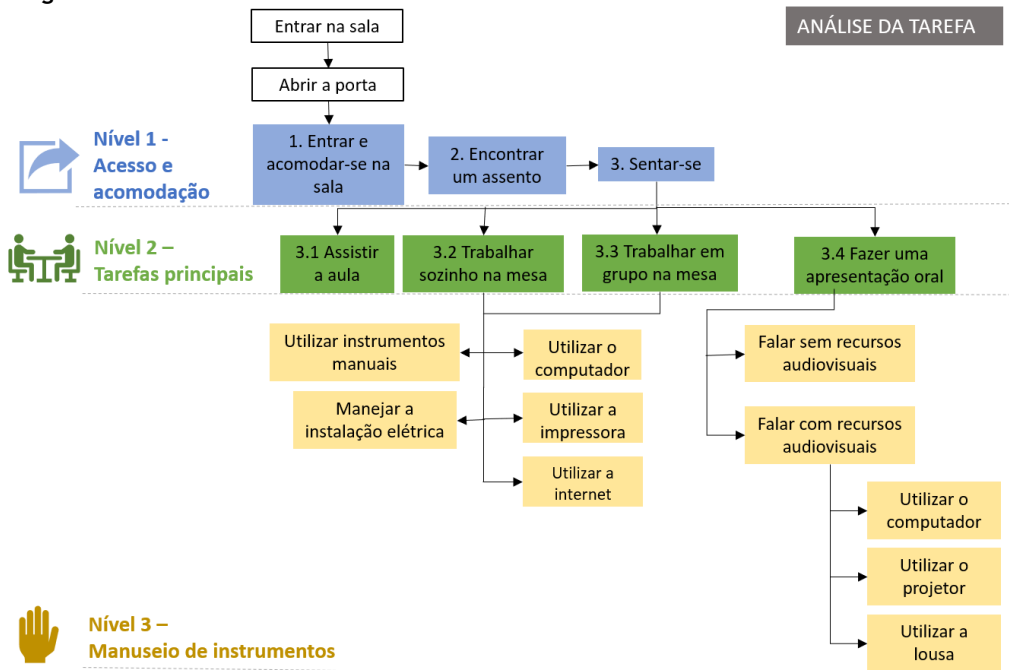 Entrar na sala
ANÁLISE DA TAREFA
Abrir a porta
Nível 1 -
Acesso e
acomodação
1. Entrar e
acomodar-se na
sala
2. Encontrar
um assento
3. Sentar-se
Nível 2 –
Tarefas principais
3.1 Assistir
a aula
3.2 Trabalhar
sozinho na mesa
3.3 Trabalhar em
grupo na mesa
3.4 Fazer uma
apresentação oral
Utilizar instrumentos
manuais
Utilizar o
computador
Manejar a
instalação elétrica
Utilizar a
impressora
Utilizar a
internet
Falar sem recursos
audiovisuais
Falar com recursos
audiovisuais
Utilizar o
computador
Utilizar o
projetor
Utilizar a
lousa
Nível 3 –
Manuseio de instrumentos